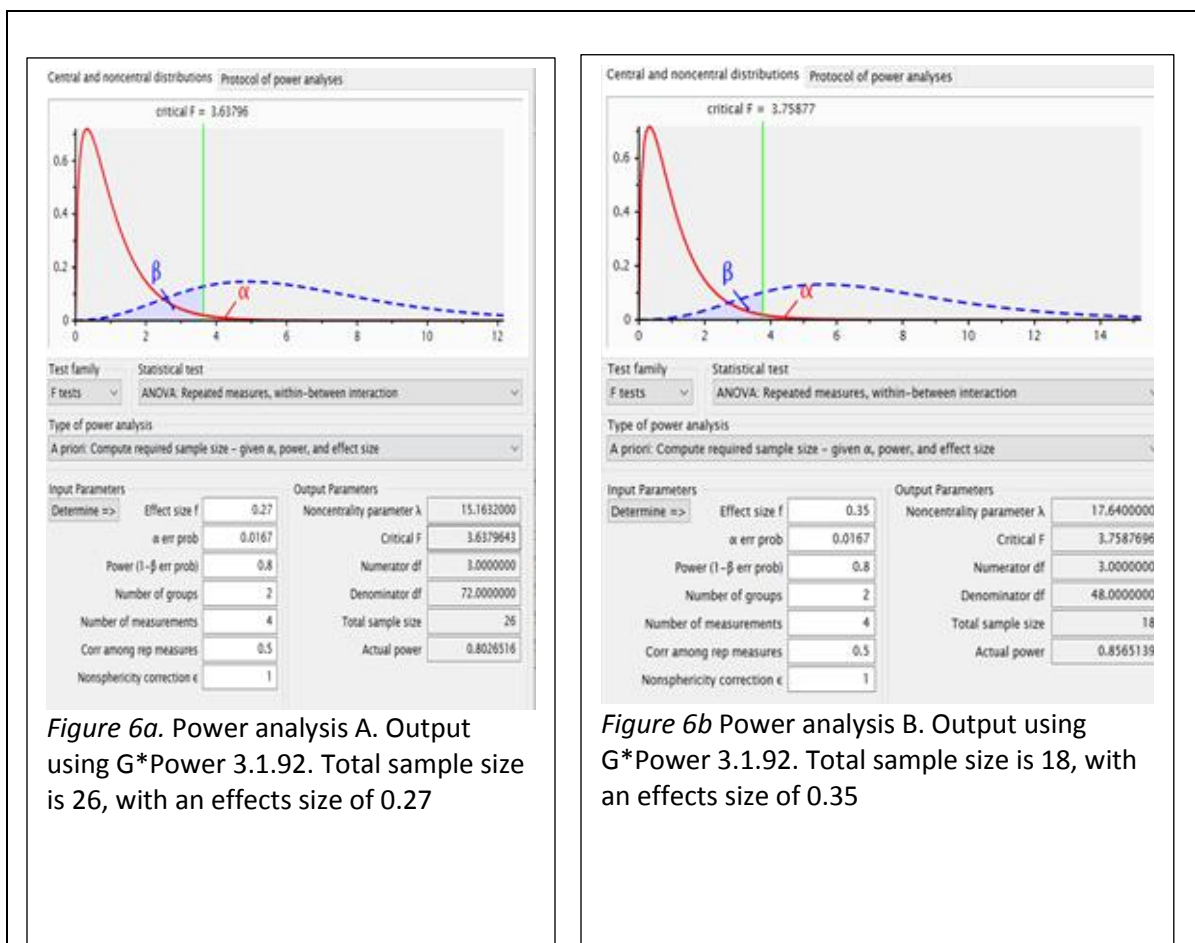 Central and noncentral distributions Protocol of power analyses
critical F = 3.63796
0.6
0.4
0.2
0
β
α
0 2 4 6 8 10 12
Test family Statistical test
F tests ANOVA: Repeated measures, within-between interaction
Type of power analysis
A priori: Compute required sample size - given α, power, and effect size
Input Parameters Output Parameters
Determine => Effect size f 0.27 Noncentrality parameter λ 15.1632000
α err prob 0.0167 Critical F 3.6379643
Power (1-β err prob) 0.8 Numerator df 3.0000000
Number of groups 2 Denominator df 72.0000000
Number of measurements 4 Total sample size 26
Corr among rep measures 0.5 Actual power 0.8026516
Nonsphericity correction ϵ 1
Figure 6a. Power analysis A. Output
using G*Power 3.1.92. Total sample size
is 26, with an effects size of 0.27
Central and noncentral distributions Protocol of power analyses
critical F = 3.75877
0.6
0.4
0.2
0
β
α
0 2 4 6 8 10 12 14
Test family Statistical test
F tests ANOVA: Repeated measures, within-between interaction
Type of power analysis
A priori: Compute required sample size - given α, power, and effect size
Input Parameters Output Parameters
Determine => Effect size f 0.35 Noncentrality parameter λ 17.6400000
α err prob 0.0167 Critical F 3.7587696
Power (1-β err prob) 0.8 Numerator df 3.0000000
Number of groups 2 Denominator df 48.0000000
Number of measurements 4 Total sample size 18
Corr among rep measures 0.5 Actual power 0.8565139
Nonsphericity correction ϵ 1
Figure 6b Power analysis B. Output using
G*Power 3.1.92. Total sample size is 18, with
an effects size of 0.35